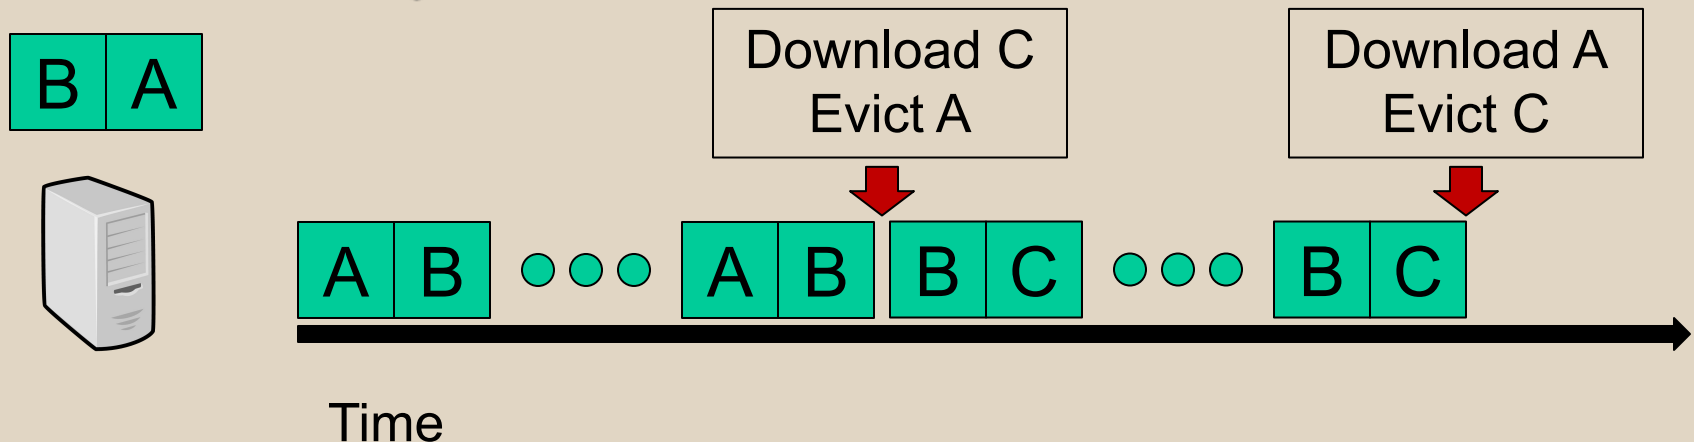 Download C
Evict A
Download A
Evict C
B A
A B A B B C B C
Time